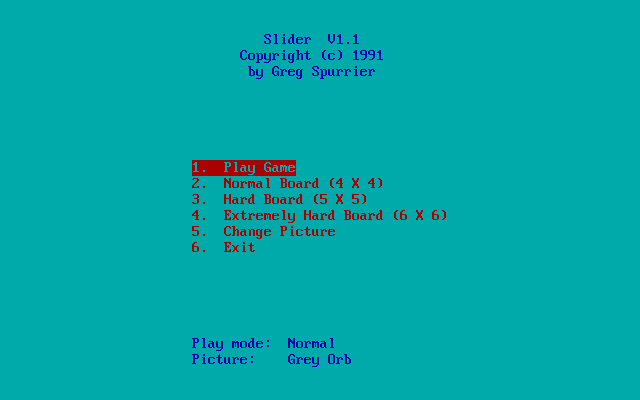 Slider  V1.1
Copyright (c) 1991
by Greg Spurrier
1.  Play Game
2.  Normal Board (4 X 4)
3.  Hard Board (5 X 5)
4.  Extremely Hard Board (6 X 6)
5.  Change Picture
6.  Exit
Play mode:  Normal
Picture:    Grey Orb